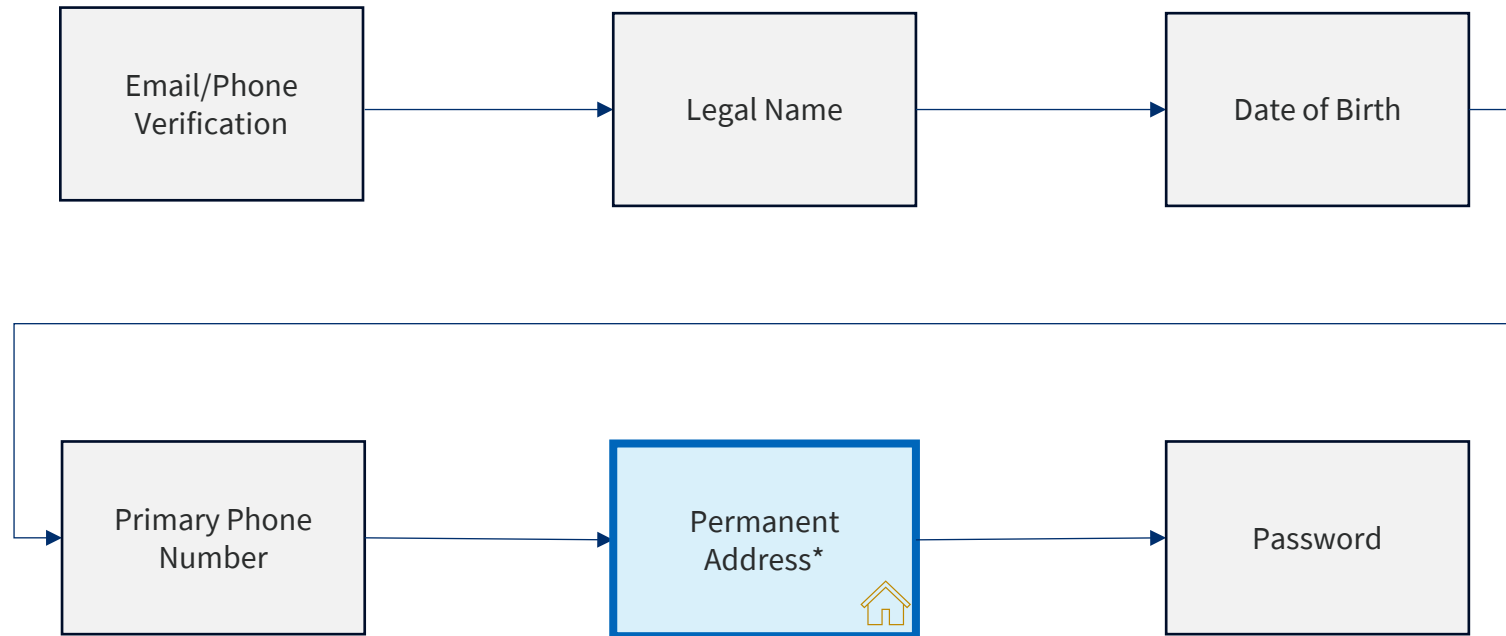 Email/Phone
Verification
Legal Name
Date of Birth
Primary Phone
Number
Permanent
Address*
Password